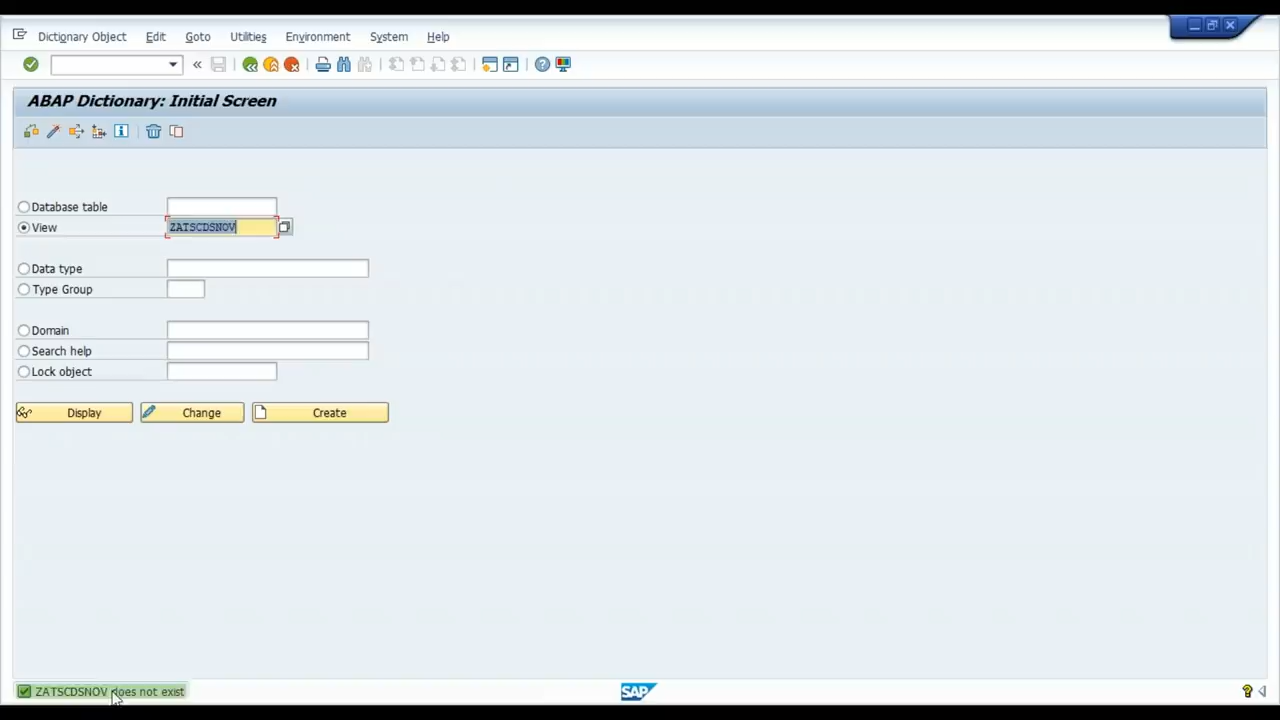 Dictionary Object Edit Goto Utilities Environment System Help
ABAP Dictionary: Initial Screen
Database table
View ZATSCDSNOV
Data type
Type Group
Domain
Search help
Lock object
Display Change Create
ZATSCDSNOV does not exist
SAP